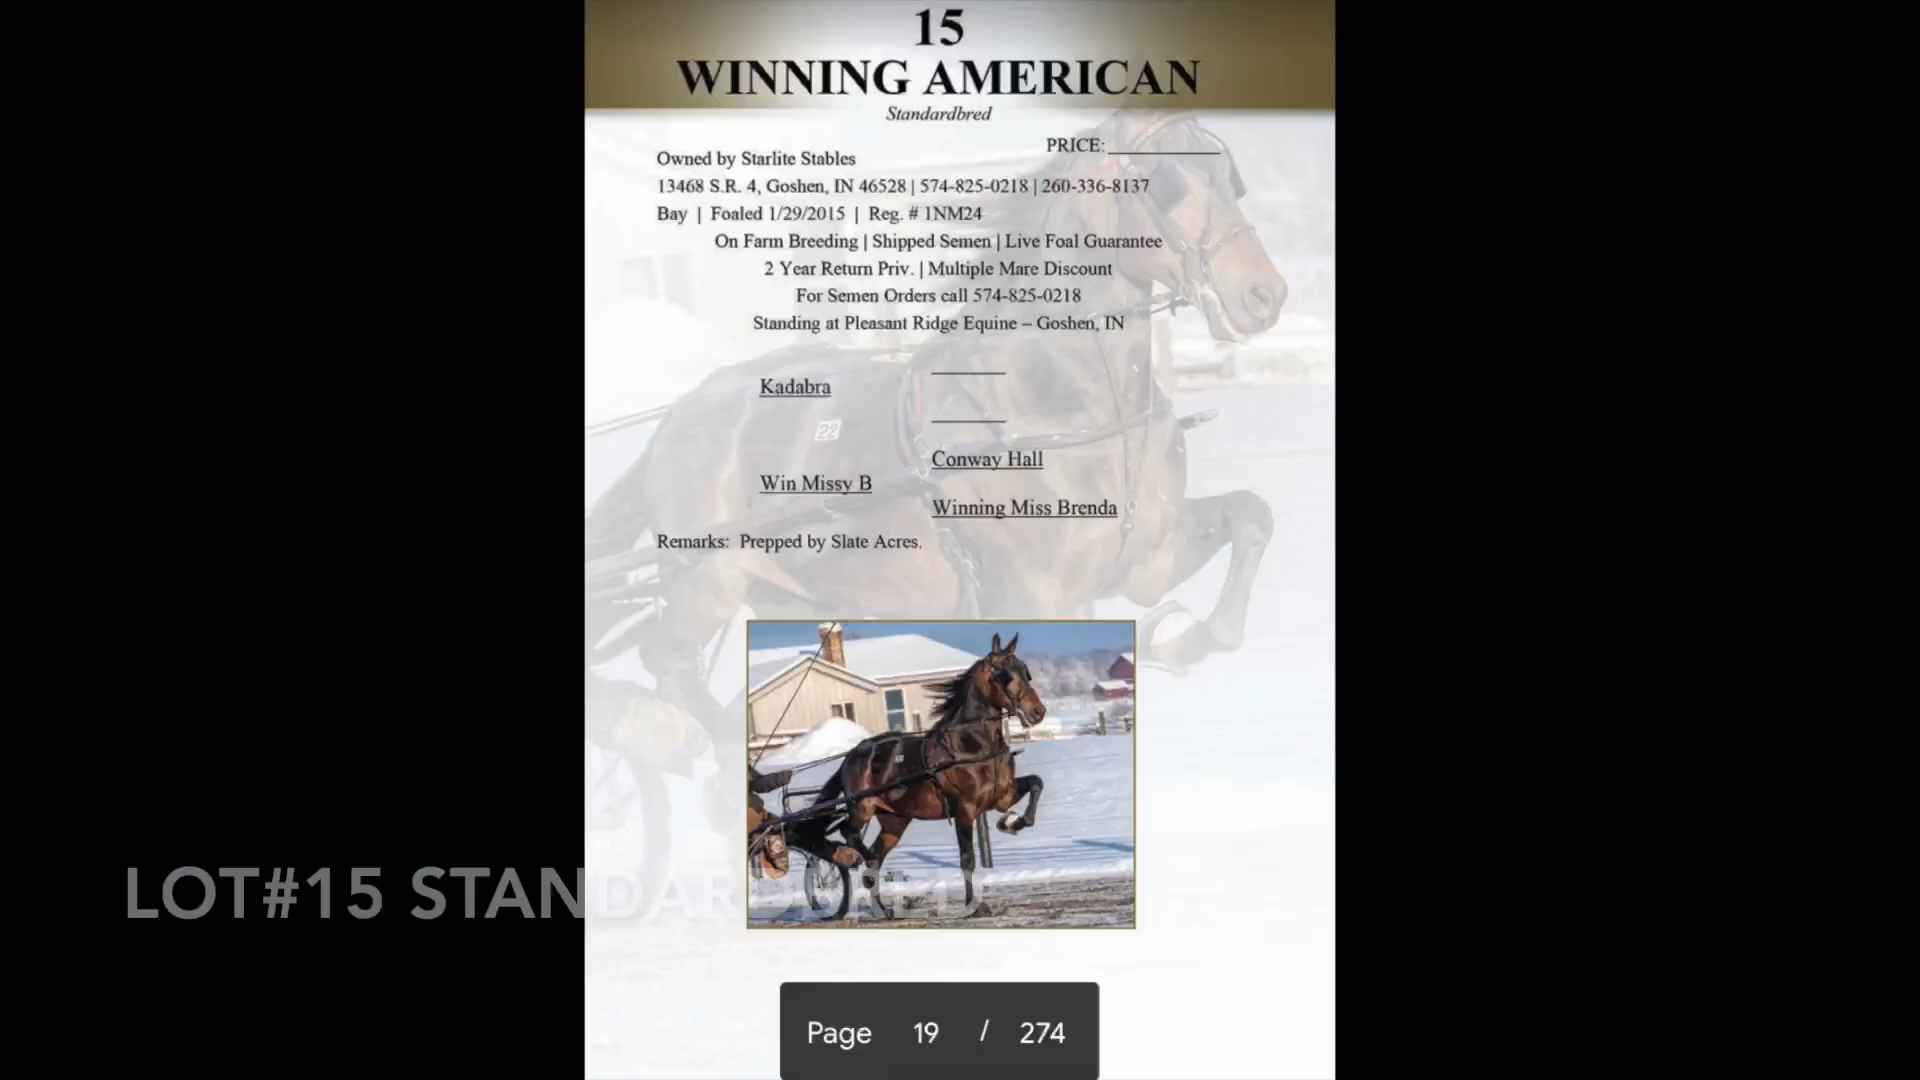 15
WINNING AMERICAN
Standardbred
PRICE:
Owned by Starlite Stables
13468 S.R. 4, Goshen, IN 46528 | 574-825-0218 | 260-336-8137
Bay | Foaled 1/29/2015 | Reg. # 1NM24
On Farm Breeding | Shipped Semen | Live Foal Guarantee
2 Year Return Priv. | Multiple Mare Discount
For Semen Orders call 574-825-0218
Standing at Pleasant Ridge Equine – Goshen, IN
Kadabra
22
Conway Hall
Win Missy B
Winning Miss Brenda
Remarks: Prepped by Slate Acres.
LOT#15 STANDARDBRED
Page 19 / 274